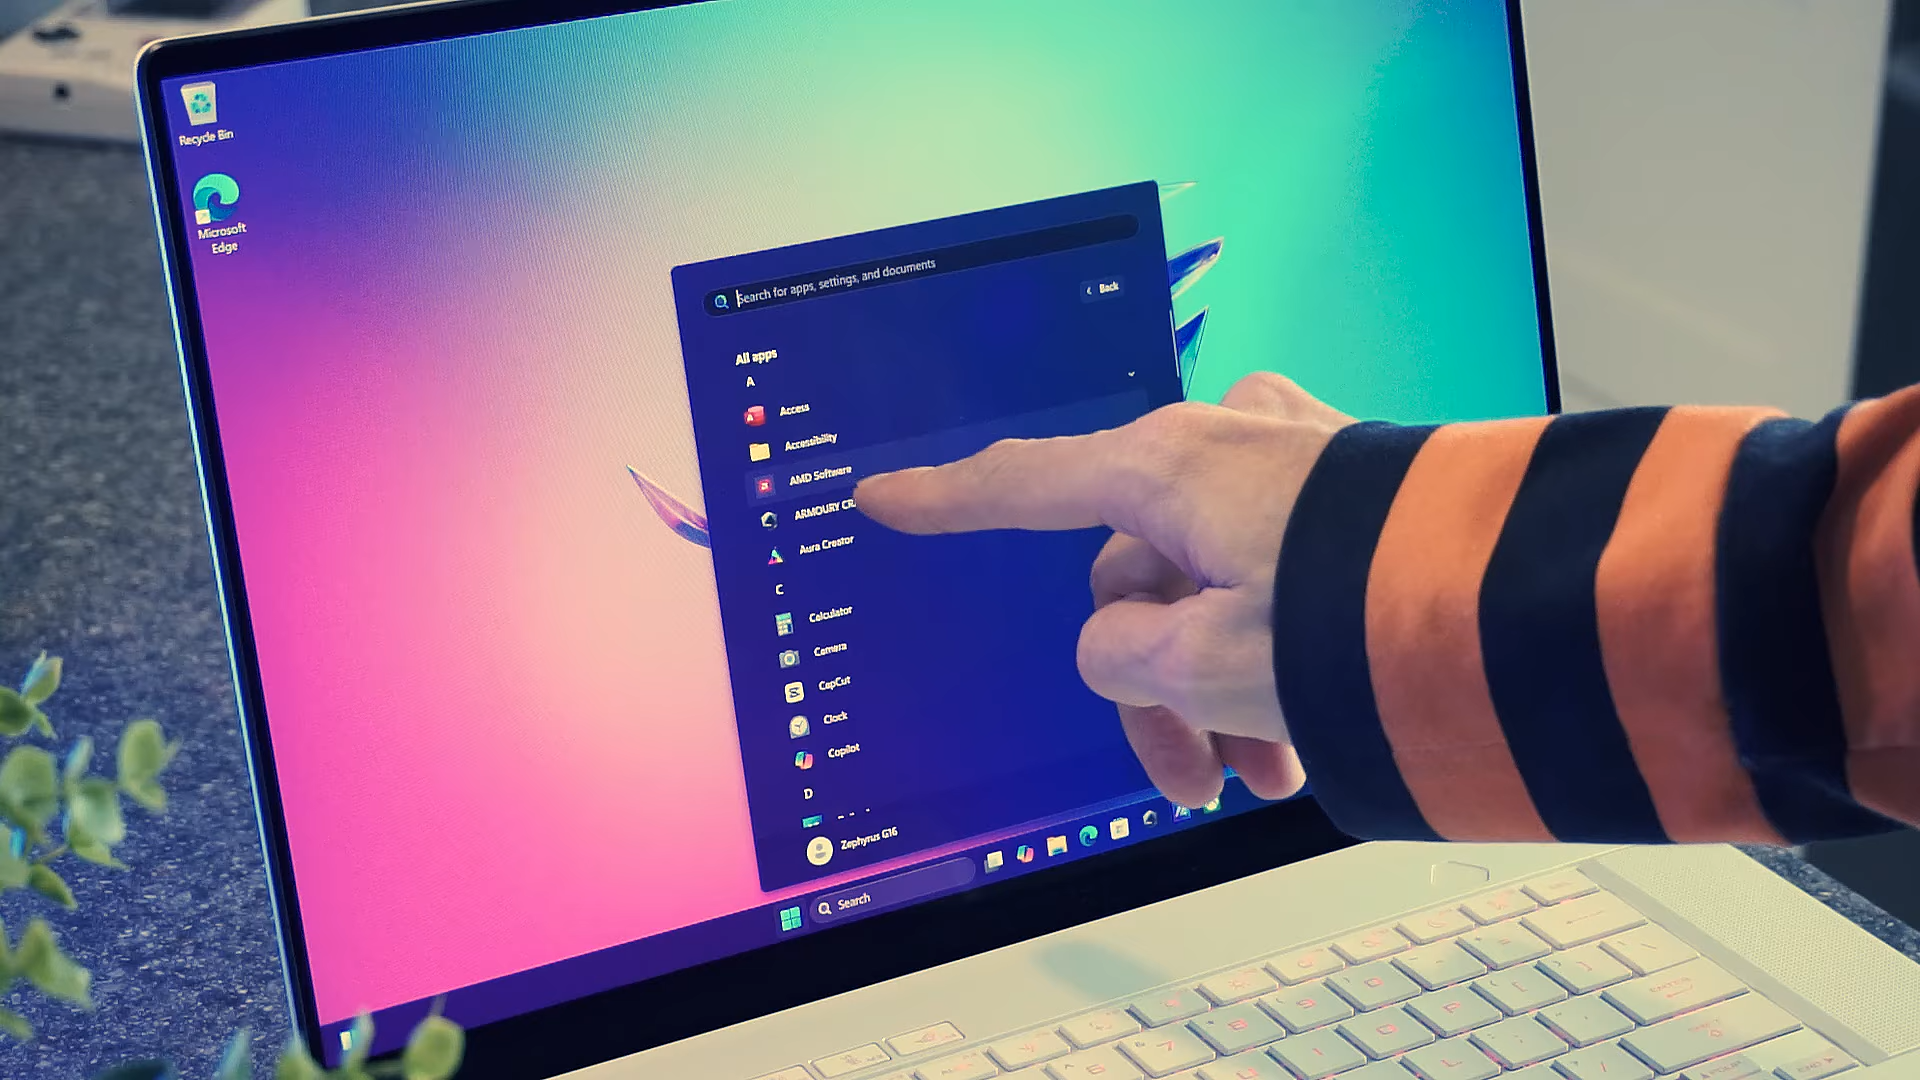 Recycle Bin
Microsoft
Edge
Search for apps, settings, and documents
Back
All apps
A
Access
Accessibility
AMD Software
ARMOURY
Aura Creator
C
Calculator
Camera
CapCut
Clock
Copilot
D
Zephyrus G16
Search